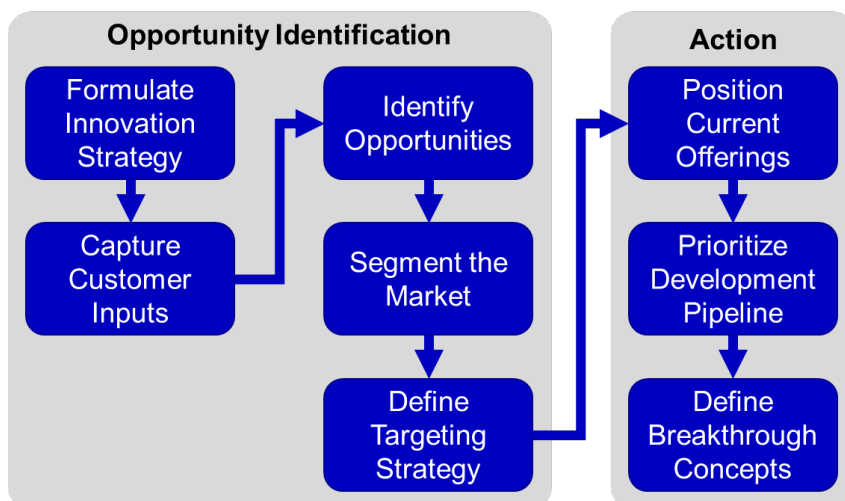 Opportunity Identification
Formulate
Innovation
Strategy
Capture
Customer
Inputs
Identify
Opportunities
Segment the
Market
Define
Targeting
Strategy
Action
Position
Current
Offerings
Prioritize
Development
Pipeline
Define
Breakthrough
Concepts